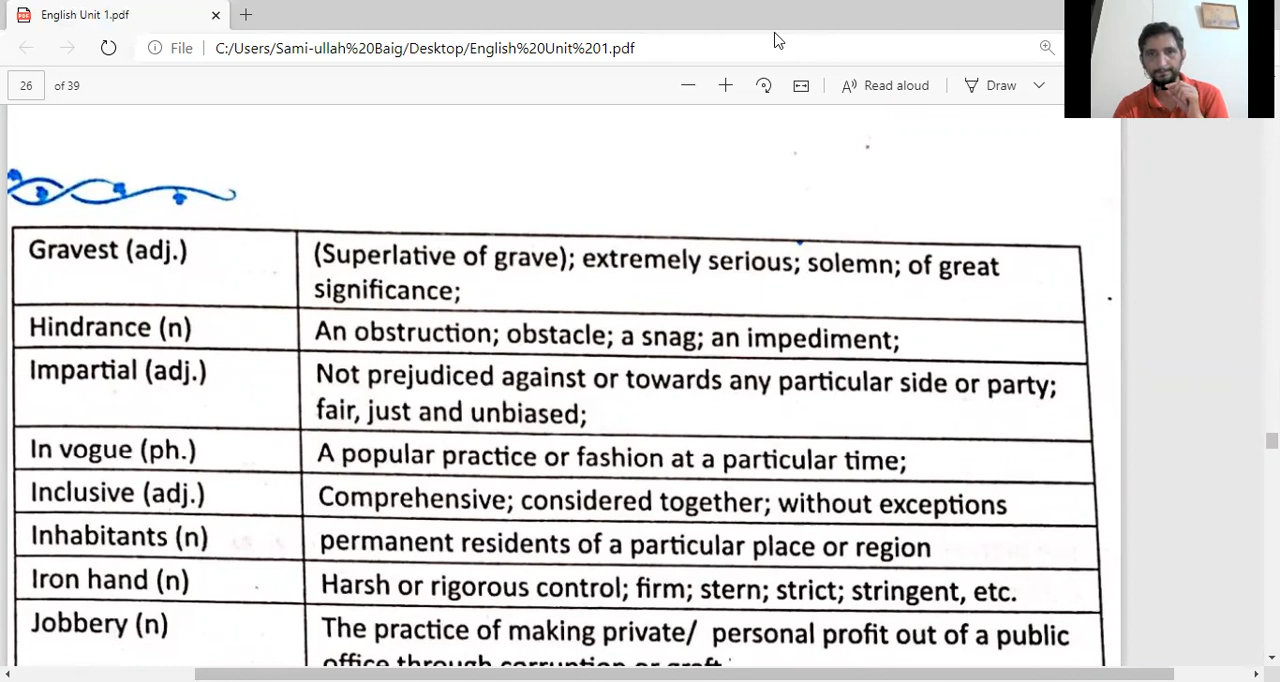 English Unit 1.pdf
File
C:/Users/Sami-ullah%20Baig/Desktop/English%20Unit%201.pdf
26
of 39
Read aloud
Draw
Gravest (adj.)
(Superlative of grave); extremely serious; solemn; of great
significance;
Hindrance (n)
An obstruction; obstacle; a snag; an impediment;
Impartial (adj.)
Not prejudiced against or towards any particular side or party;
fair, just and unbiased;
In vogue (ph.)
A popular practice or fashion at a particular time;
Inclusive (adj.)
Comprehensive; considered together; without exceptions
Inhabitants (n)
permanent residents of a particular place or region
Iron hand (n)
Harsh or rigorous control; firm; stern; strict; stringent, etc.
Jobbery (n)
The practice of making private/ personal profit out of a public
office through corruption or graft